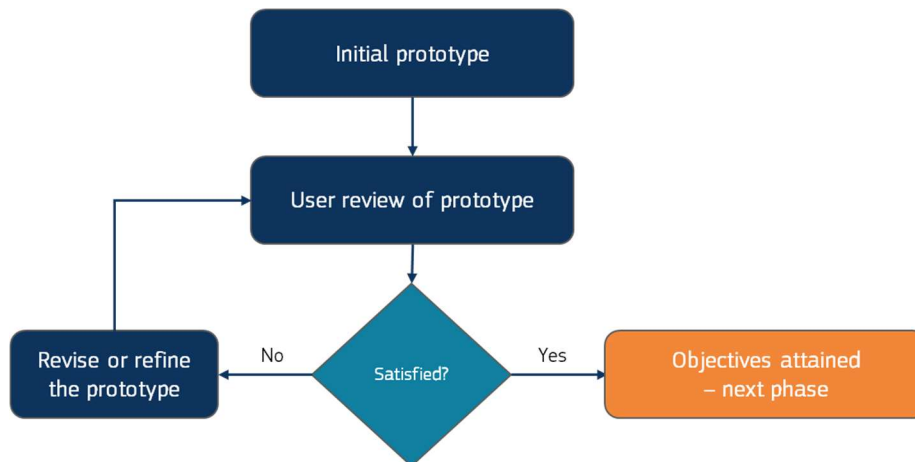 Initial prototype
User review of prototype
No
Yes
Revise or refine
the prototype
Satisfied?
Objectives attained
– next phase